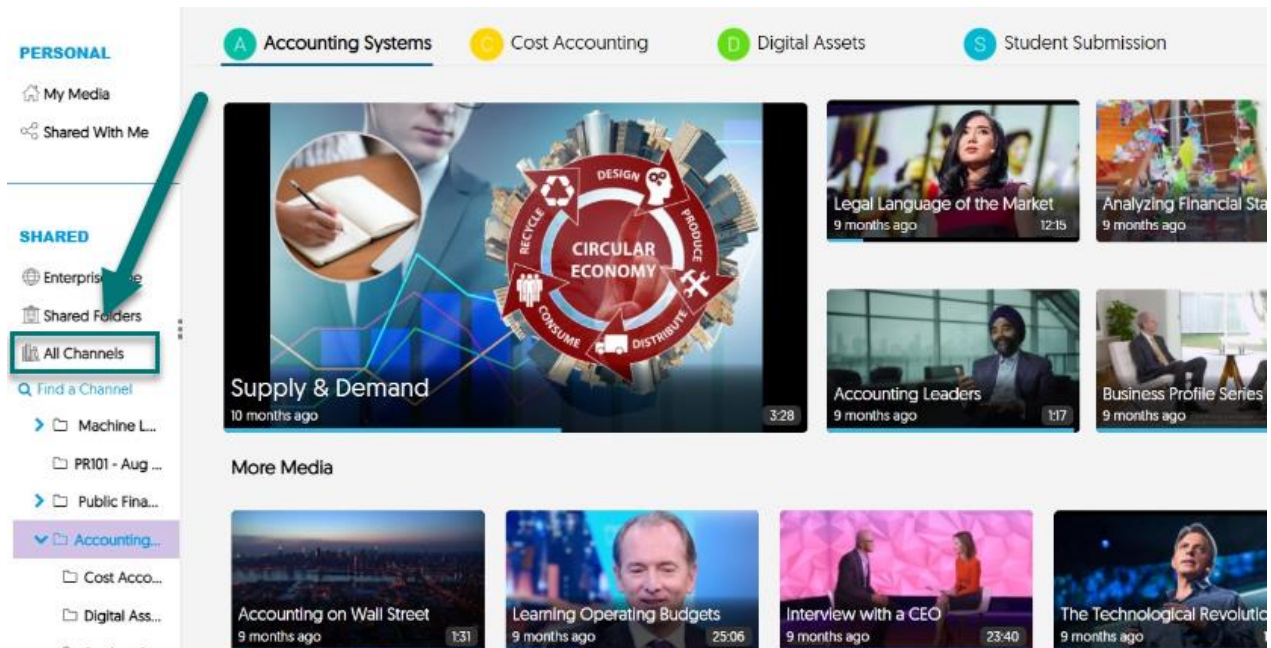 PERSONAL
My Media
Shared With Me
SHARED
Shared Folders
All Channels
Find a Channel
Machine L...
PR101 - Aug ...
Public Fina...
Accounting...
Cost Acco...
Digital Ass...
A Accounting Systems
C Cost Accounting
D Digital Assets
S Student Submission
DESIGN
PRODUCE
DISTRIBUTE
CONSUME
RECYCLE
CIRCULAR
ECONOMY
Supply & Demand
10 months ago 3:28
Legal Language of the Market
9 months ago 12:15
Analyzing Financial Sta
9 months ago
Accounting Leaders
9 months ago 1:17
Business Profile Series
9 months ago
More Media
Accounting on Wall Street
9 months ago 1:31
Learning Operating Budgets
9 months ago 25:06
Interview with a CEO
9 months ago 23:40
The Technological Revolutio
9 months ago 1